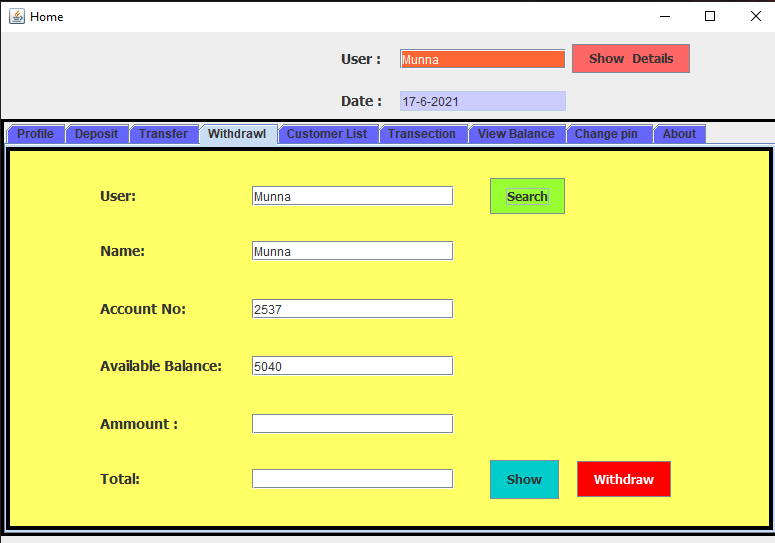 Home
User : Munna Show Details
Date : 17-6-2021
Profile Deposit Transfer Withdrawl Customer List Transection View Balance Change pin About
User: Munna Search
Name: Munna
Account No: 2537
Available Balance: 5040
Ammount :
Total: Show Withdraw